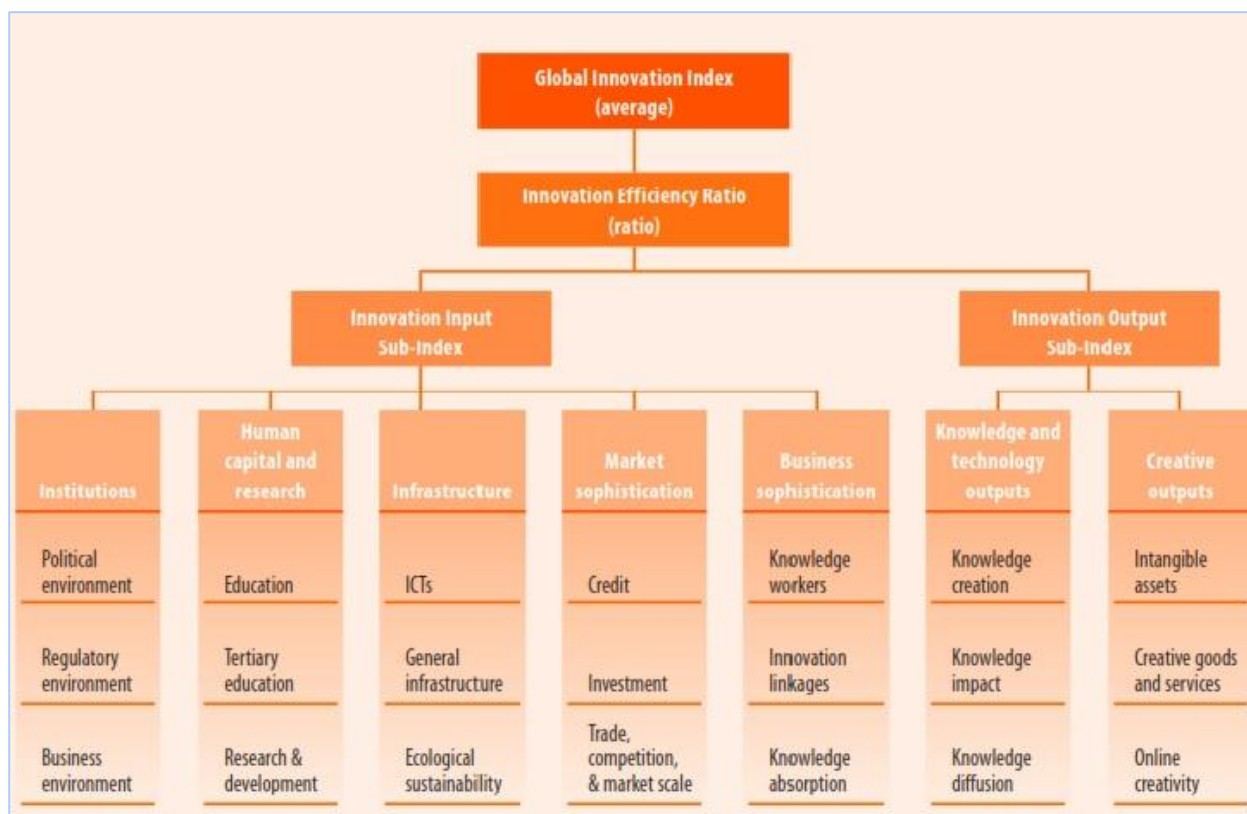 Global Innovation Index
(average)
Innovation Efficiency Ratio
(ratio)
Innovation Input
Sub-Index
Innovation Output
Sub-Index
Institutions
Human
capital and
research
Infrastructure
Market
sophistication
Business
sophistication
Knowledge and
technology
outputs
Creative
outputs
Political
environment
Education
ICTs
Credit
Knowledge
workers
Knowledge
creation
Intangible
assets
Regulatory
environment
Tertiary
education
General
infrastructure
Investment
Innovation
linkages
Knowledge
impact
Creative goods
and services
Business
environment
Research &
development
Ecological
sustainability
Trade,
competition,
& market scale
Knowledge
absorption
Knowledge
diffusion
Online
creativity